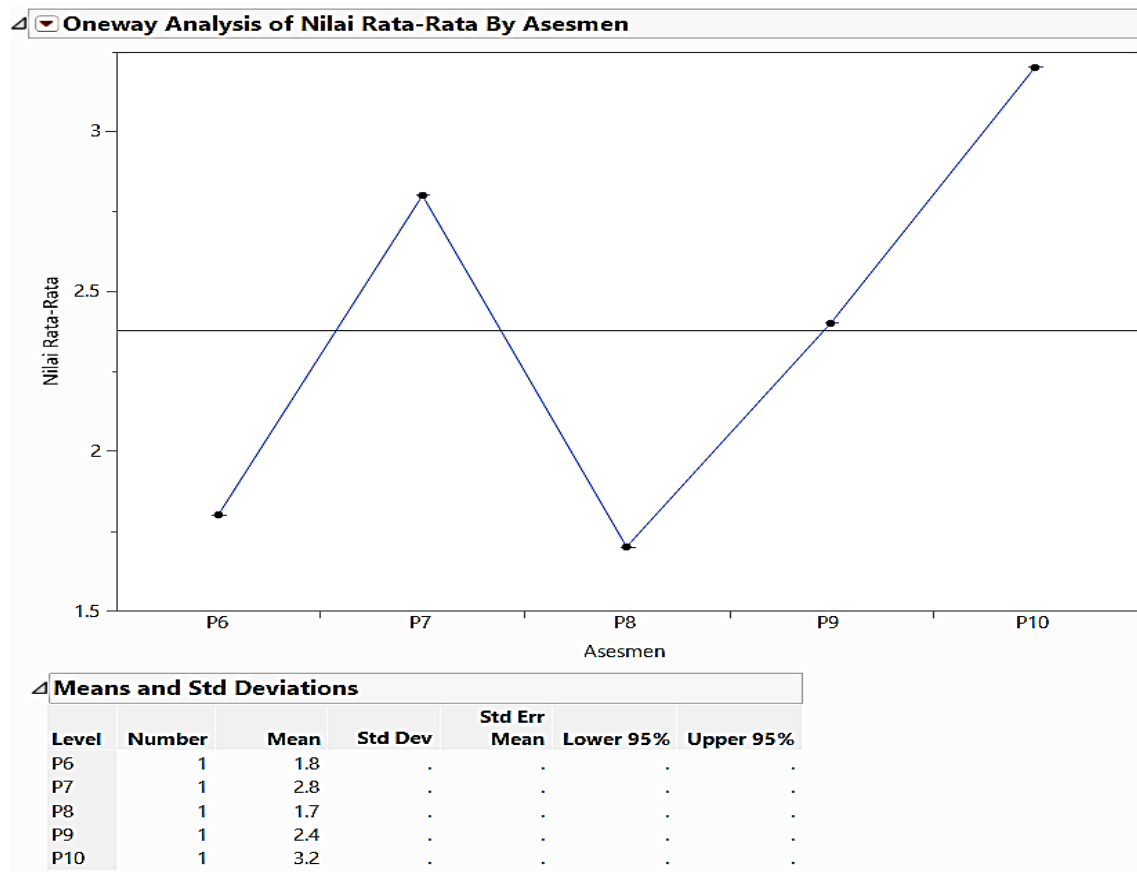 Oneway Analysis of Nilai Rata-Rata By Asesmen
3
2.5
2
1.5
Nilai Rata-Rata
P6 P7 P8 P9 P10
Asesmen
Means and Std Deviations
Level Number Mean Std Dev Std Err Mean Lower 95% Upper 95%
P6 1 1.8 . . . .
P7 1 2.8 . . . .
P8 1 1.7 . . . .
P9 1 2.4 . . . .
P10 1 3.2 . . . .